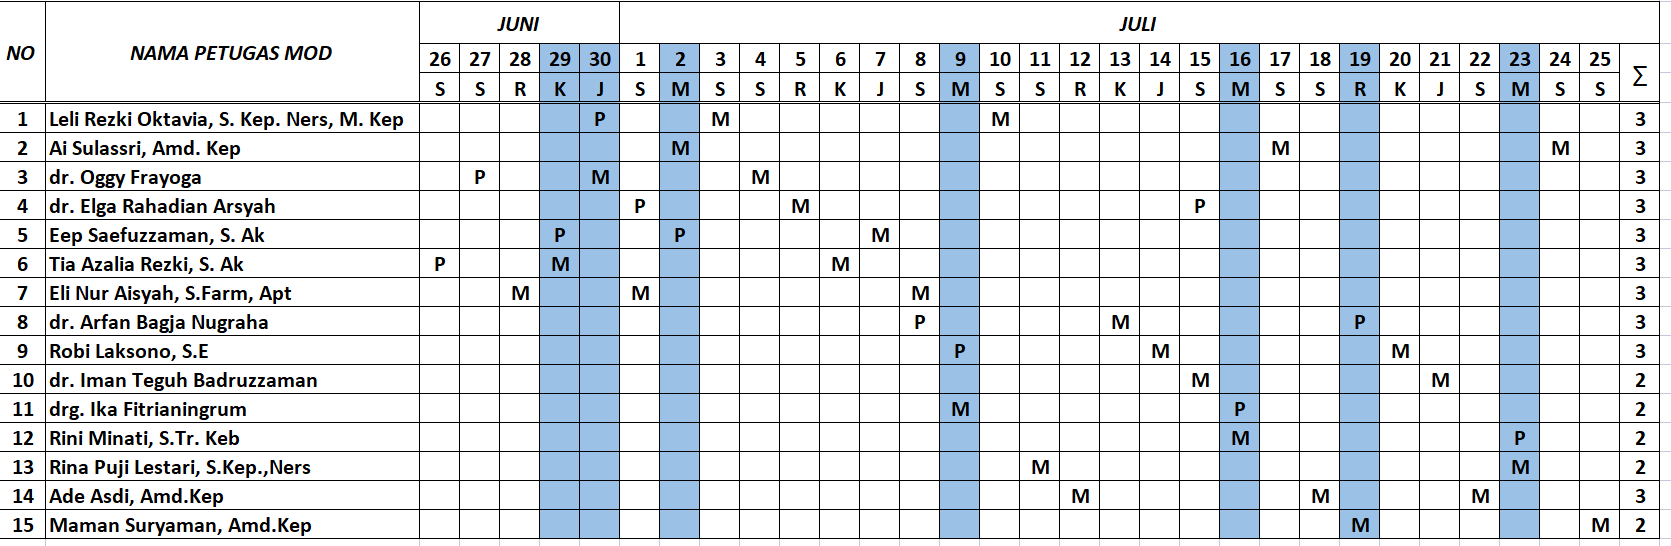 JUNI JULI
NO NAMA PETUGAS MOD
26 27 28 29 30 1 2 3 4 5 6 7 8 9 10 11 12 13 14 15 16 17 18 19 20 21 22 23 24 25 Σ
S S R K J S M S S R K J S M S S R K J S M S S R K J S M S S
1 Leli Rezki Oktavia, S. Kep. Ners, M. Kep P M M 3
2 Ai Sulassri, Amd. Kep M M M 3
3 dr. Oggy Frayoga P M M 3
4 dr. Elga Rahadian Arsyah P M P 3
5 Eep Saefuzzaman, S. Ak P P M 3
6 Tia Azalia Rezki, S. Ak P M M 3
7 Eli Nur Aisyah, S.Farm, Apt M M M 3
8 dr. Arfan Bagja Nugraha P M P 3
9 Robi Laksono, S.E P M M 3
10 dr. Iman Teguh Badruzzaman M M 2
11 drg. Ika Fitrianingrum M P 2
12 Rini Minati, S.Tr. Keb M P 2
13 Rina Puji Lestari, S.Kep.,Ners M M 2
14 Ade Asdi, Amd.Kep M M M 3
15 Maman Suryaman, Amd.Kep M M 2